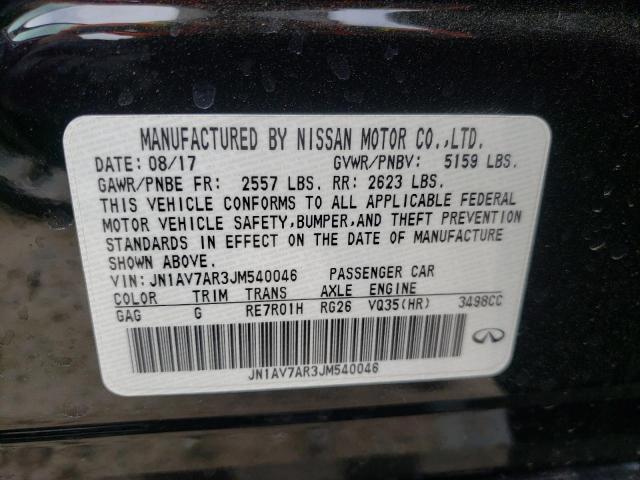 MANUFACTURED BY NISSAN MOTOR CO.,LTD.
DATE: 08/17 GVWR/PNBV: 5159 LBS.
GAWR/PNBE FR: 2557 LBS. RR: 2623 LBS.
THIS VEHICLE CONFORMS TO ALL APPLICABLE FEDERAL
MOTOR VEHICLE SAFETY,BUMPER,AND THEFT PREVENTION
STANDARDS IN EFFECT ON THE DATE OF MANUFACTURE
SHOWN ABOVE.
VIN: JN1AV7AR3JM540046 PASSENGER CAR
COLOR TRIM TRANS AXLE ENGINE
GAG G RE7R01H RG26 VQ35(HR) 3498CC
JN1AV7AR3JM540046